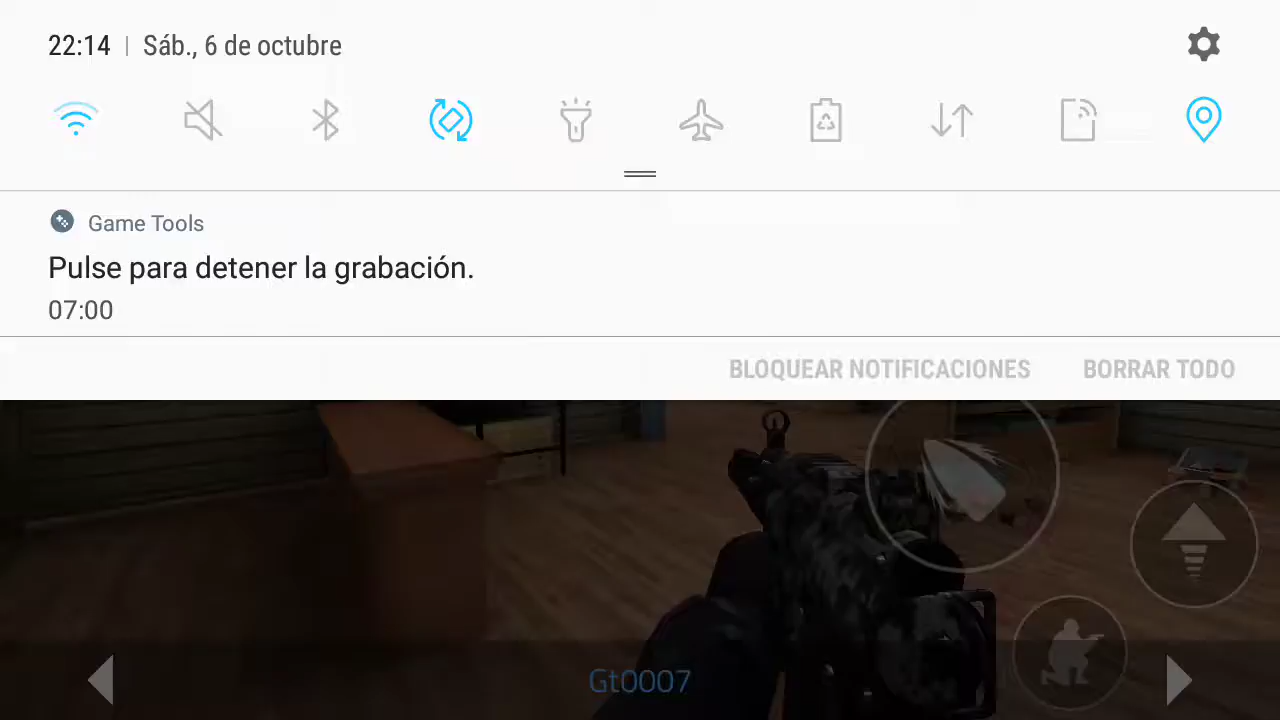 22:14 | Sáb., 6 de octubre
Game Tools
Pulse para detener la grabación.
07:00
BLOQUEAR NOTIFICACIONES BORRAR TODO
Gt0007